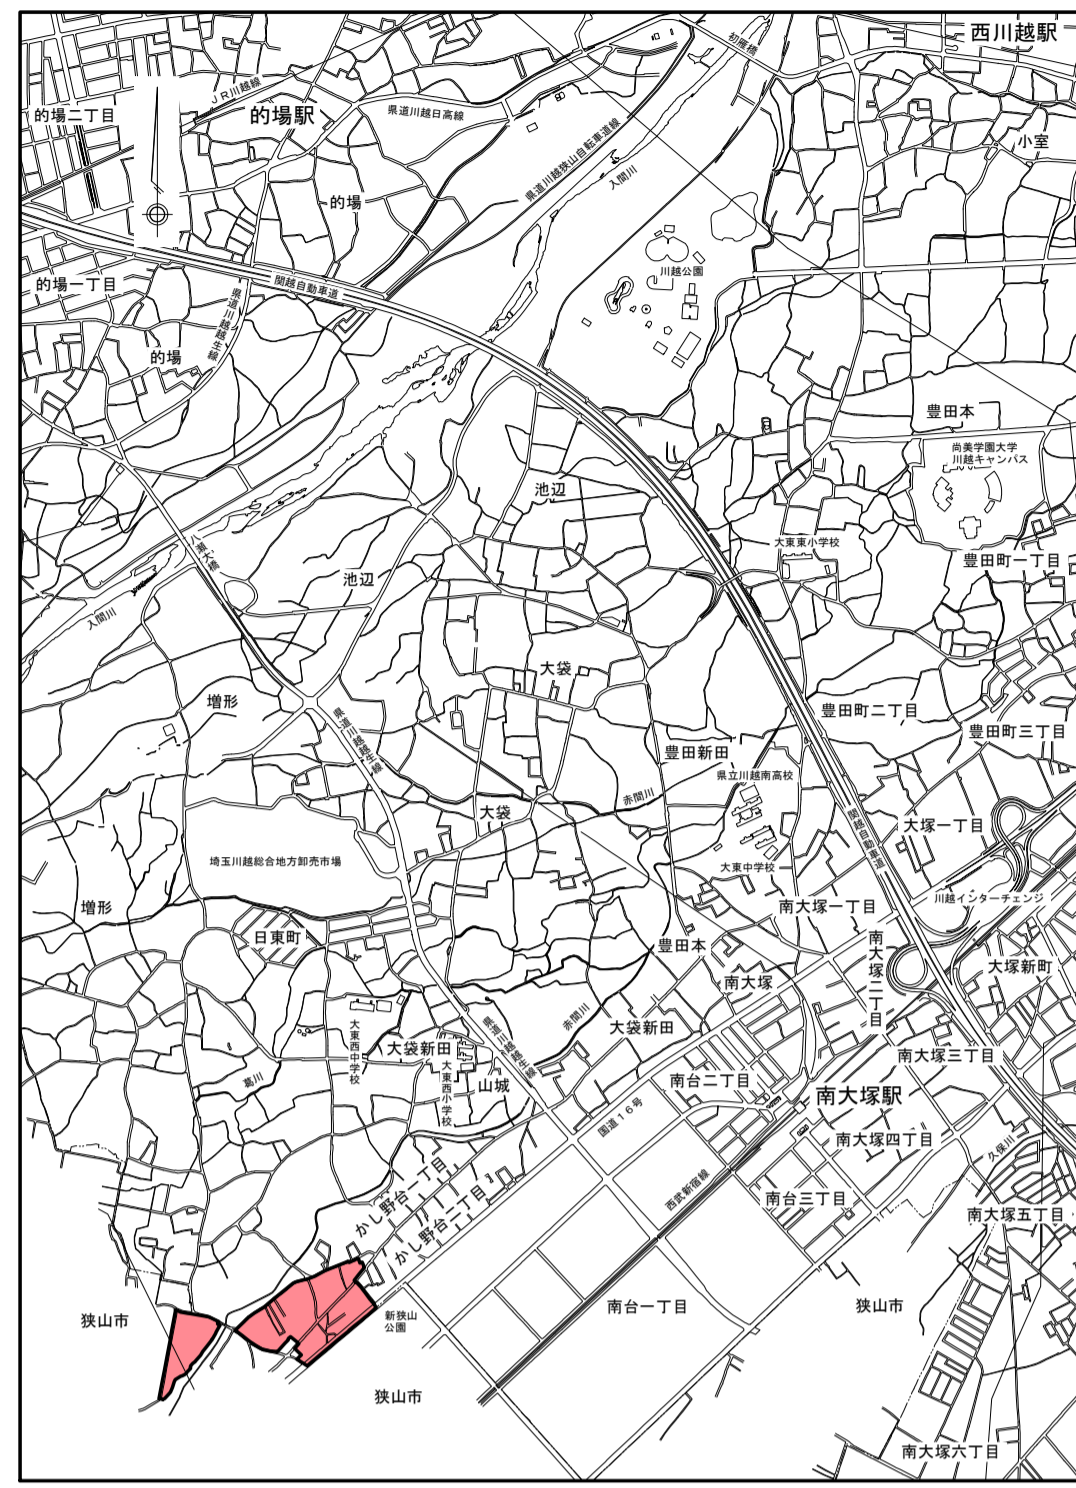 西川越駅
初雁橋
ＪＲ川越線
的場二丁目
的場駅
県道川越日高線
県道川越狭山自転車道線
小室
入間川
的場
川越公園
的場一丁目
関越自動車道
県道川越越生線
的場
豊田本
尚美学園大学
川越キャンパス
池辺
大東東小学校
八瀬大橋
豊田町一丁目
池辺
入間川
大袋
増形
豊田町二丁目
県道川越越生線
豊田町三丁目
豊田新田
県立川越南高校
赤間川
大袋
大塚一丁目
関越自動車道
埼玉川越総合地方卸売市場
大東中学校
川越インターチェンジ
増形
南大塚一丁目
日東町
豊田本
南大塚二丁目
大塚新町
南大塚
赤間川
大袋新田
県道川越越生線
大東西中学校
大袋新田
南大塚三丁目
大東西小学校
葛川
山城
南台二丁目
南大塚駅
国道１６号
南大塚四丁目
久保川
かし野台一丁目
かし野台二丁目
西武新宿線
南台三丁目
南大塚五丁目
狭山市
新狭山
公園
南台一丁目
狭山市
狭山市
南大塚六丁目